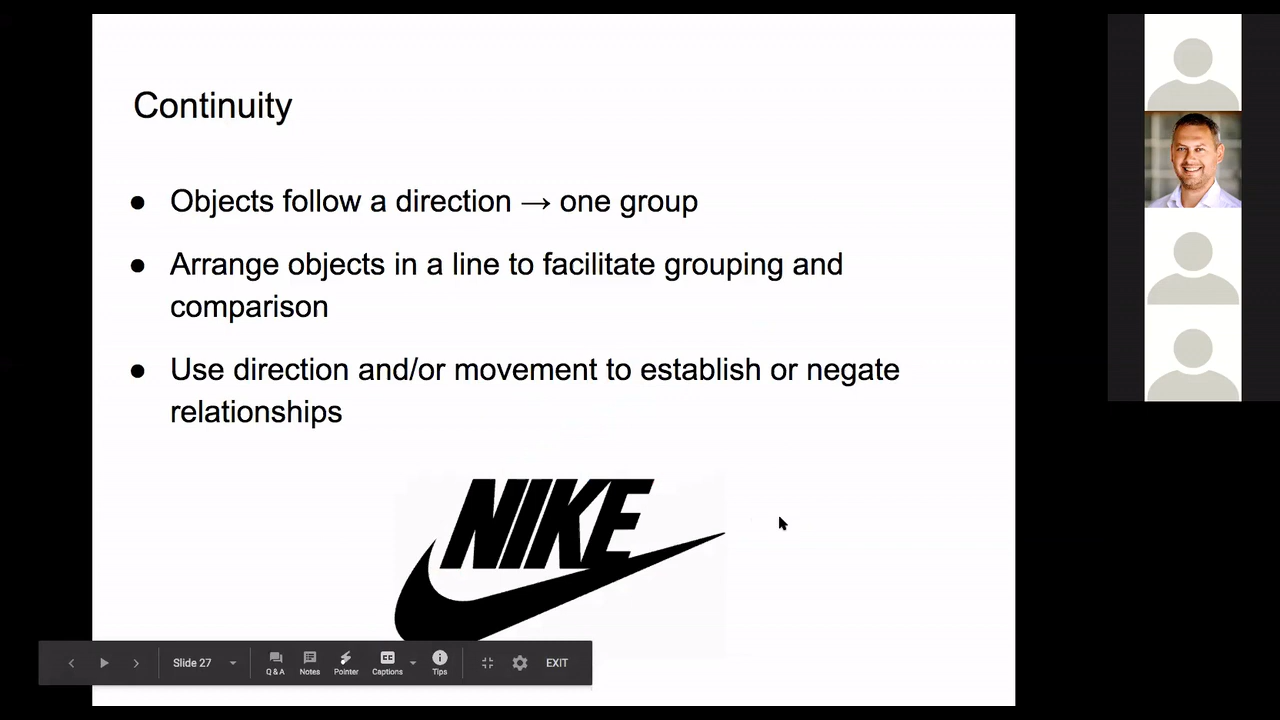 Continuity
● Objects follow a direction → one group
● Arrange objects in a line to facilitate grouping and
comparison
● Use direction and/or movement to establish or negate
relationships
NIKE
Slide 27
Q & A Notes Pointer CC Captions Tips EXIT